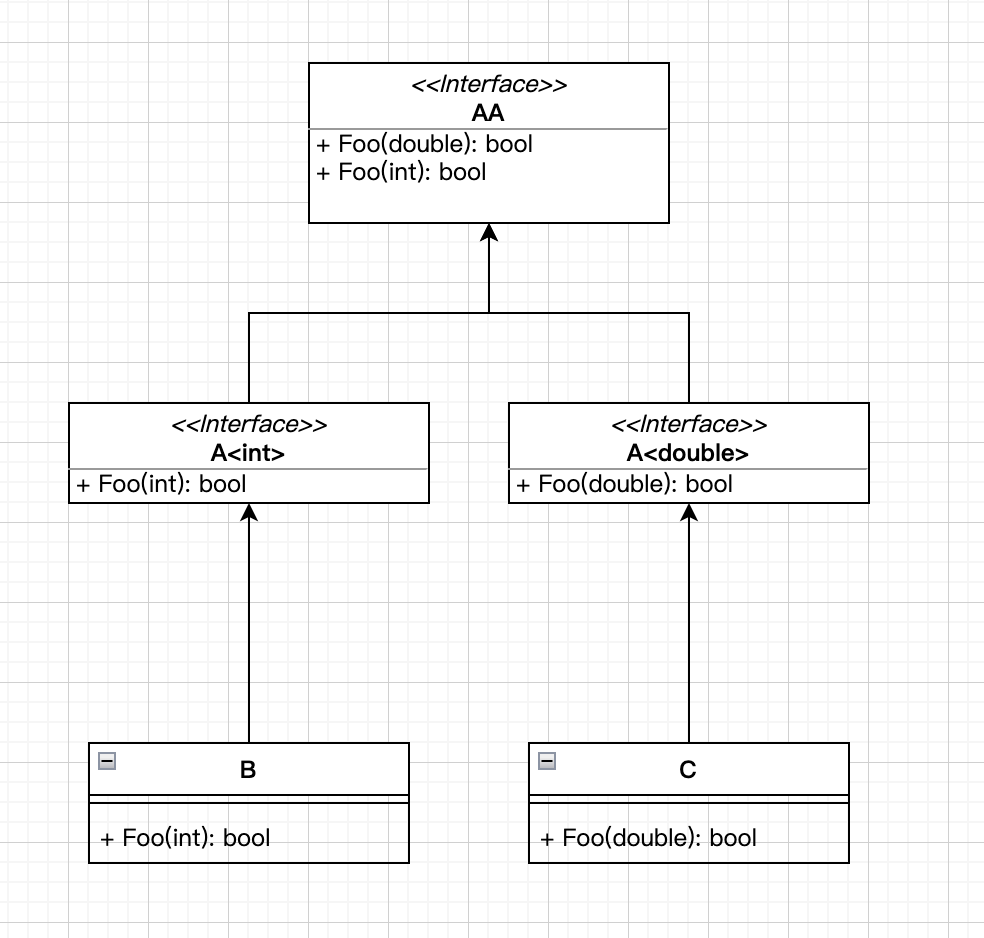 <<Interface>>
AA
+ Foo(double): bool
+ Foo(int): bool
<<Interface>>
A<int>
+ Foo(int): bool
<<Interface>>
A<double>
+ Foo(double): bool
B
+ Foo(int): bool
C
+ Foo(double): bool